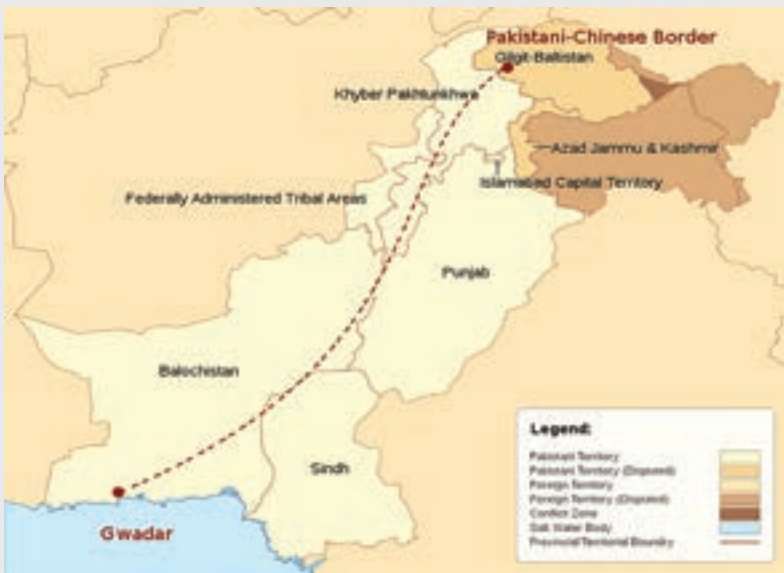 Pakistani-Chinese Border
Gilgit-Baltistan
Khyber Pakhtunkhwa
Azad Jammu & Kashmir
Islamabad Capital Territory
Federally Administered Tribal Areas
Punjab
Balochistan
Sindh
Gwadar
Legend:
Pakistani Territory
Pakistani Territory (Disputed)
Foreign Territory
Foreign Territory (Disputed)
Conflict Zone
Salt Water Body
Provincial/Territorial Boundry